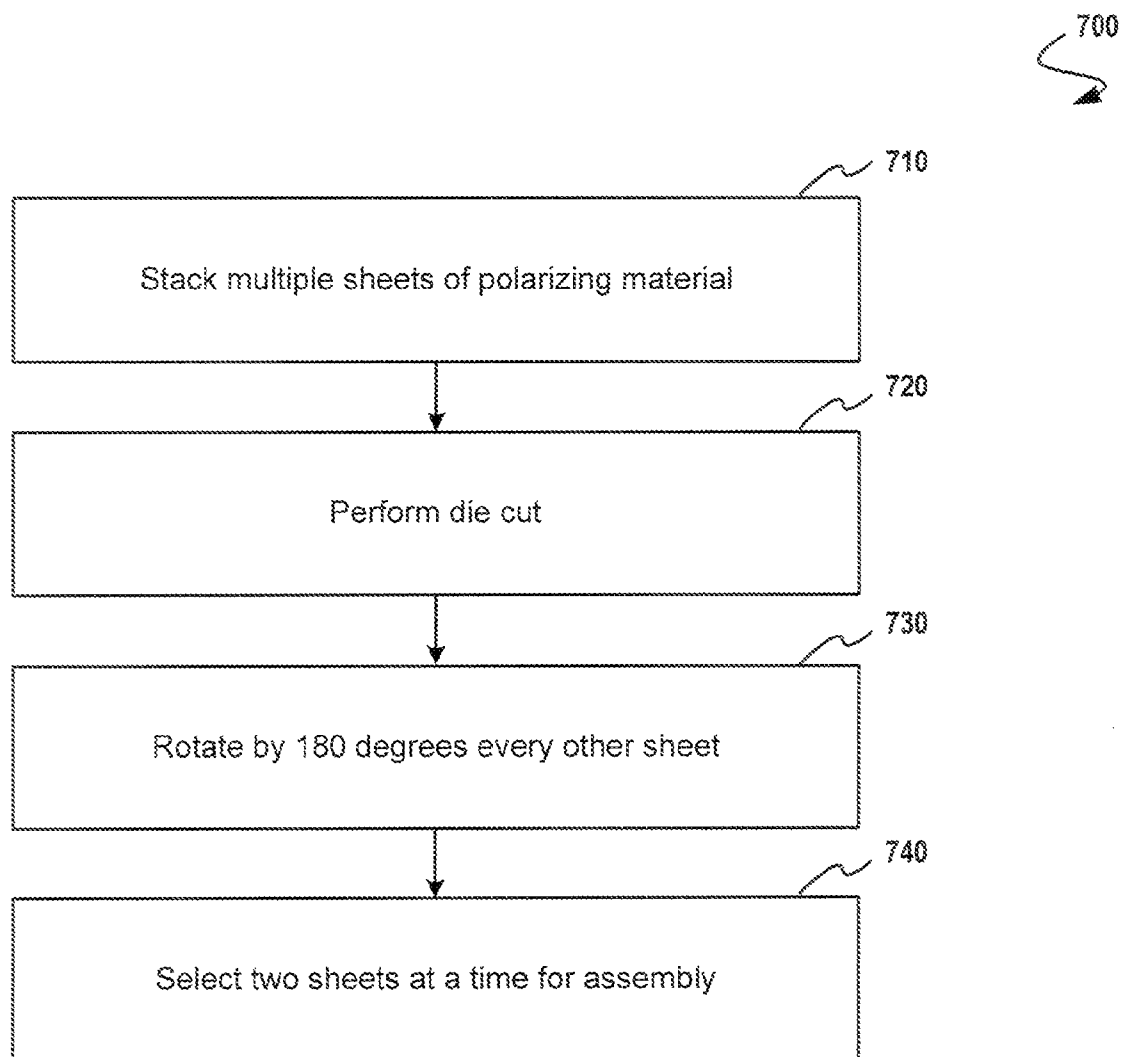 700
710
Stack multiple sheets of polarizing material
720
Perform die cut
730
Rotate by 180 degrees every other sheet
740
Select two sheets at a time for assembly